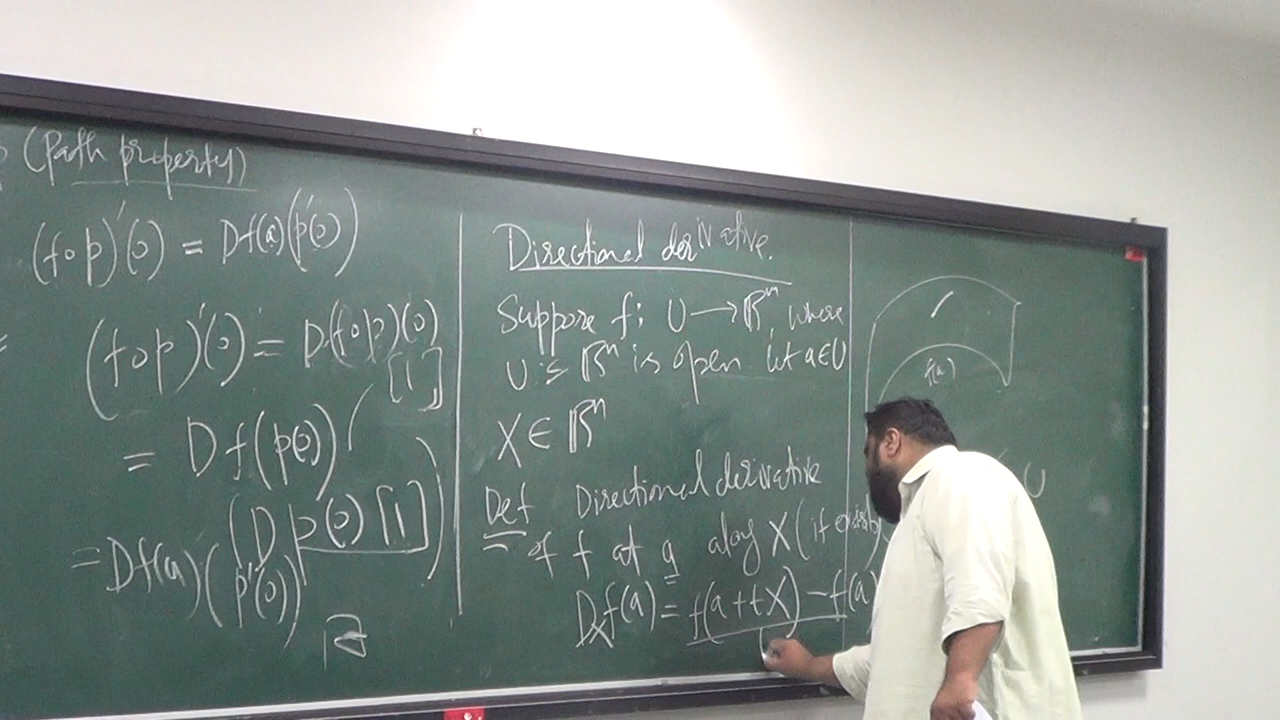 (Path property)
(fop)'(0) = Df(a)(p'(0))
(fop)'(0) = D(fop)(0)
[1]
= Df(p(0)) (
(Dp(0)[1])
= Df(a)(p'(0))
Directional derivative.
Suppose f: U → ℝᵐ, where
U ⊆ ℝⁿ is open. Let a ∈ U
X ∈ ℝⁿ
Def Directional derivative
of f at a along X (if exists)
D_X f(a) = f(a+tX) - f(a)
f(a)
U